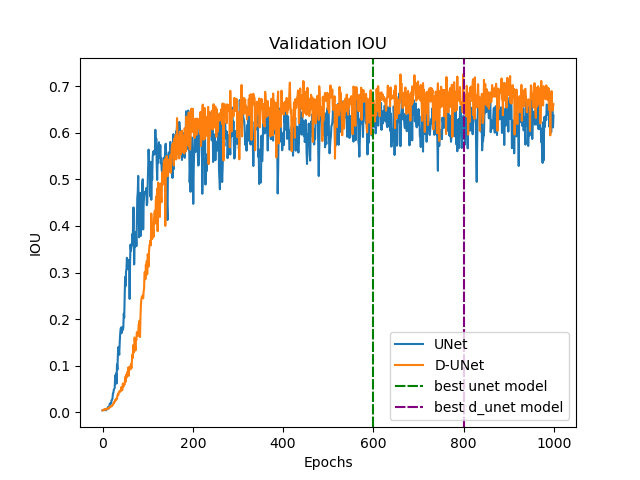 Validation IOU
IOU
0.7
0.6
0.5
0.4
0.3
0.2
0.1
0.0
0
200
400
600
800
1000
Epochs
UNet
D-UNet
best unet model
best d_unet model